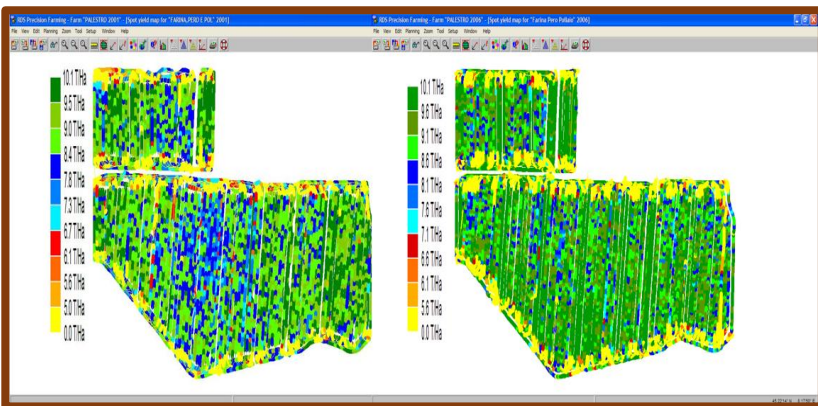 RDS-Precision Farming - Farm "PALESTRO 2001" - [Spot yield map for "FARINA,PERO E POL" 2001]
File View Edit Planning Zoom Tool Setup Window Help
10.1 T/Ha
9.5 T/Ha
9.0 T/Ha
8.4 T/Ha
7.8 T/Ha
7.3 T/Ha
6.7 T/Ha
6.1 T/Ha
5.6 T/Ha
5.0 T/Ha
0.0 T/Ha
RDS-Precision Farming - Farm "PALESTRO 2006" - [Spot yield map for "Farina Pero Pollaio" 2006]
File View Edit Planning Zoom Tool Setup Window Help
10.1 T/Ha
9.6 T/Ha
9.1 T/Ha
8.6 T/Ha
8.1 T/Ha
7.6 T/Ha
7.1 T/Ha
6.6 T/Ha
6.1 T/Ha
5.6 T/Ha
0.0 T/Ha